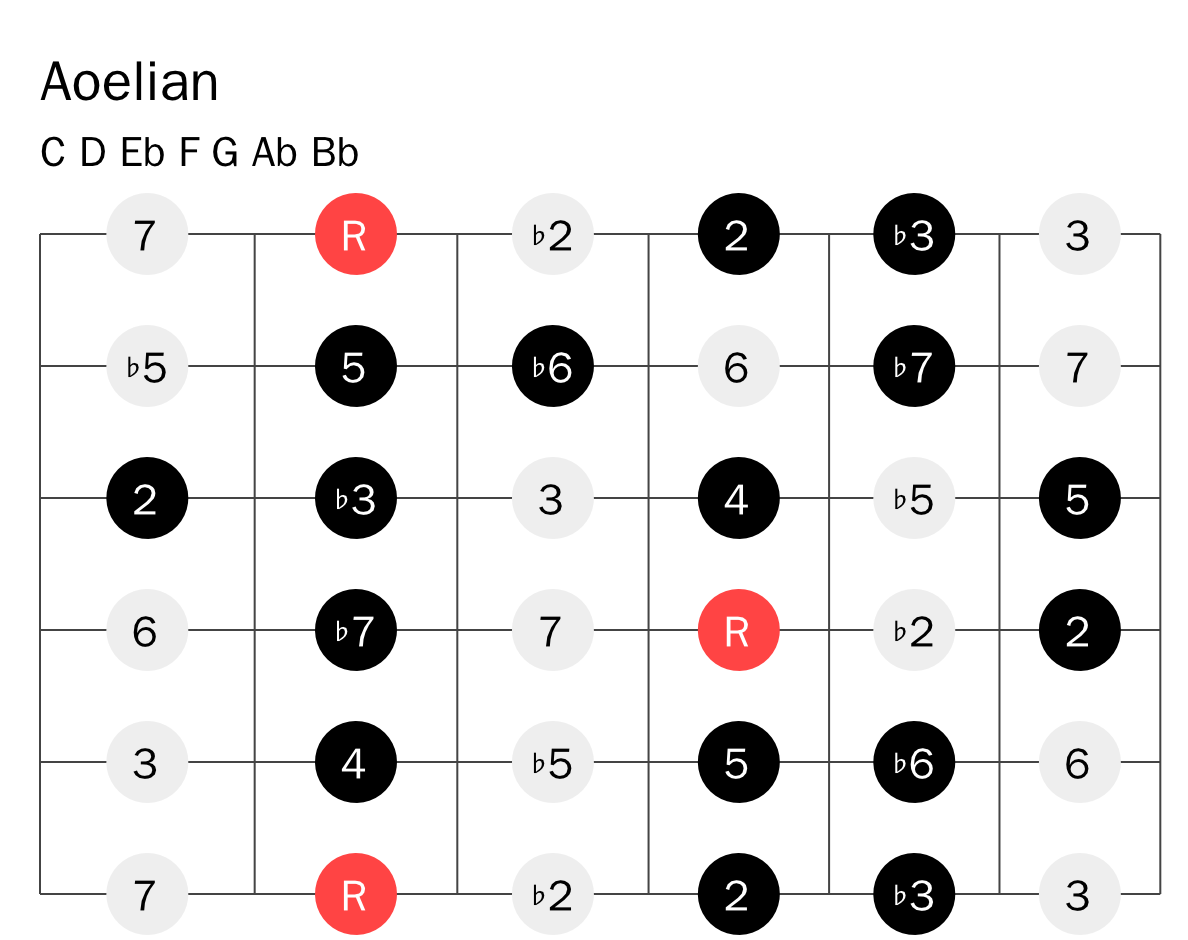 Aoelian
C D Eb F G Ab Bb
7 R ♭2 2 ♭3 3
♭5 5 ♭6 6 ♭7 7
2 ♭3 3 4 ♭5 5
6 ♭7 7 R ♭2 2
3 4 ♭5 5 ♭6 6
7 R ♭2 2 ♭3 3